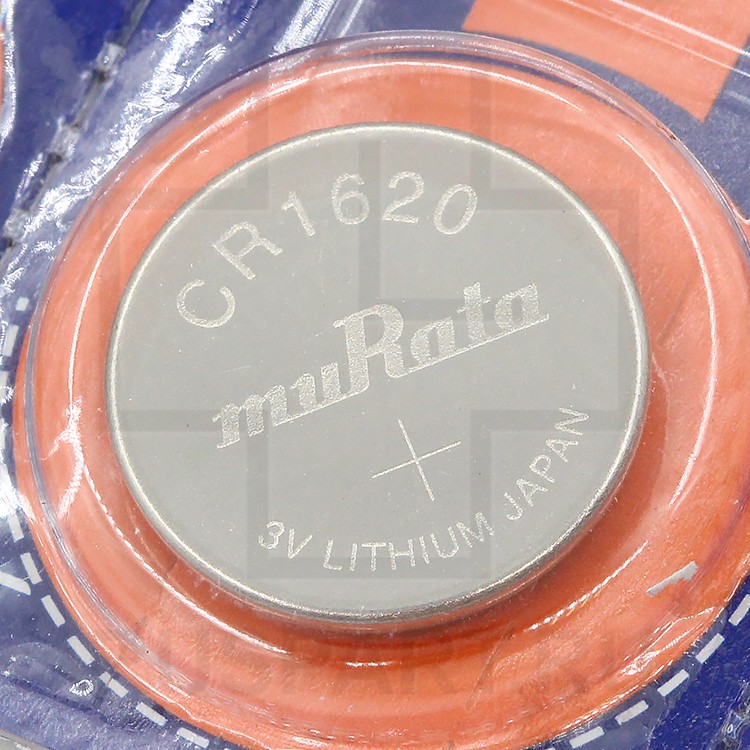 CR1620
muRata
3V LITHIUM JAPAN